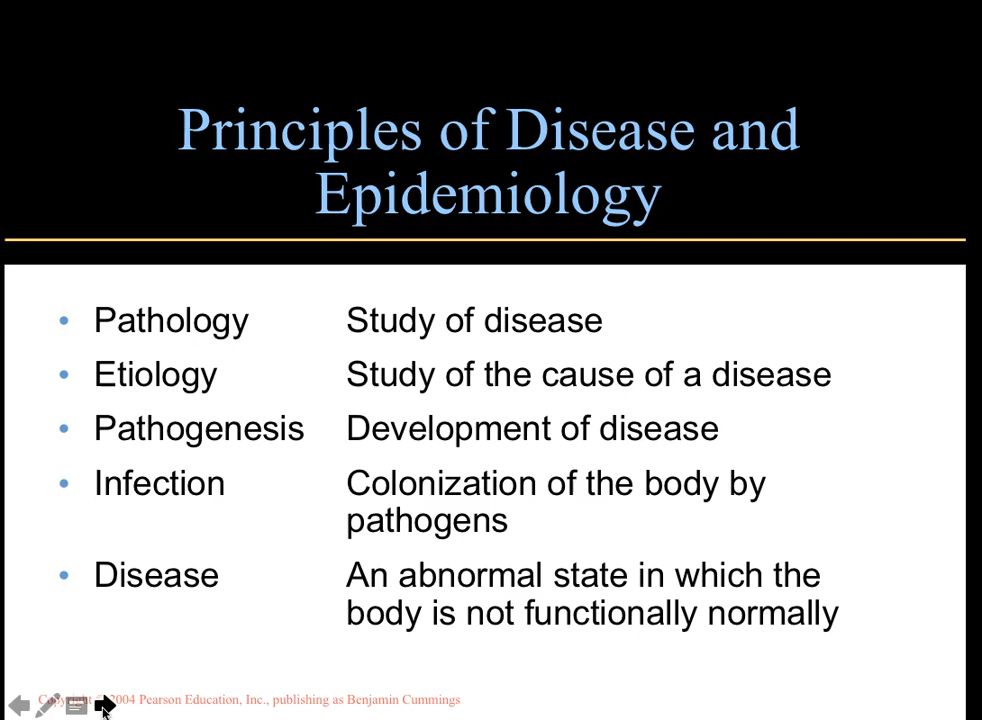 Principles of Disease and
Epidemiology
• Pathology Study of disease
• Etiology Study of the cause of a disease
• Pathogenesis Development of disease
• Infection Colonization of the body by
pathogens
• Disease An abnormal state in which the
body is not functionally normally
Copyright © 2004 Pearson Education, Inc., publishing as Benjamin Cummings